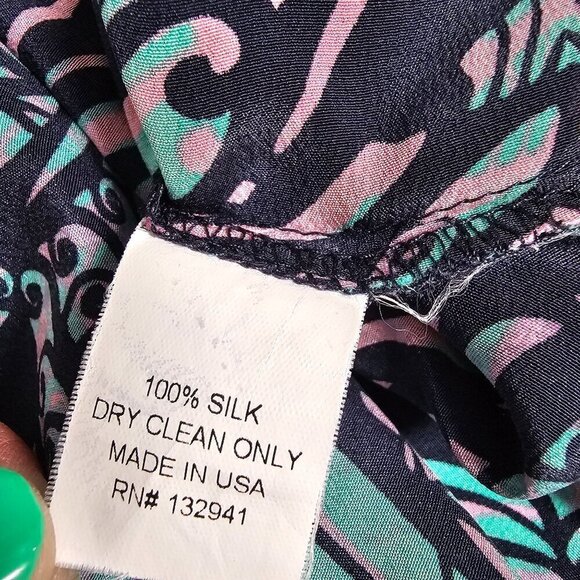 100% SILK
DRY CLEAN ONLY
MADE IN USA
RN# 132941